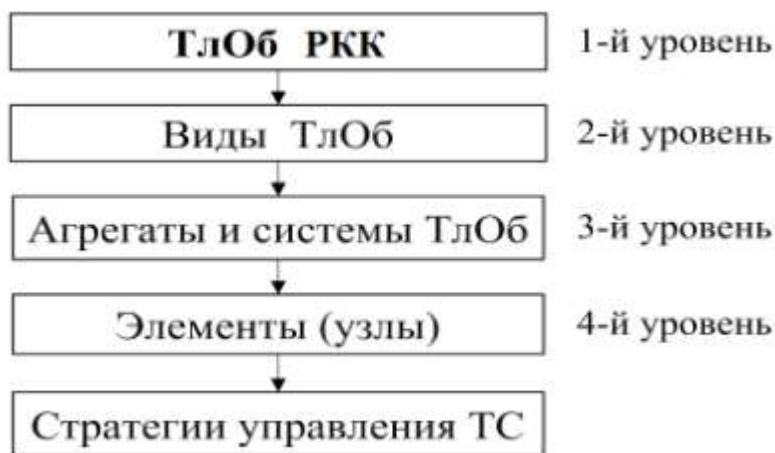 ТлОб РКК
1-й уровень
Виды ТлОб
2-й уровень
Агрегаты и системы ТлОб
3-й уровень
Элементы (узлы)
4-й уровень
Стратегии управления ТС